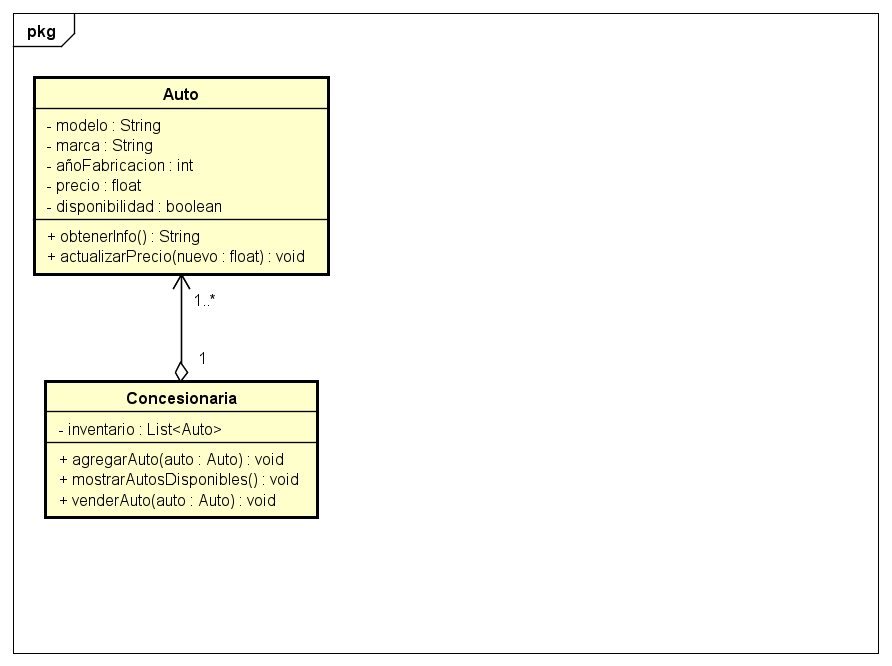 pkg
Auto
- modelo : String
- marca : String
- añoFabricacion : int
- precio : float
- disponibilidad : boolean
+ obtenerInfo() : String
+ actualizarPrecio(nuevo : float) : void
1..*
1
Concesionaria
- inventario : List<Auto>
+ agregarAuto(auto : Auto) : void
+ mostrarAutosDisponibles() : void
+ venderAuto(auto : Auto) : void